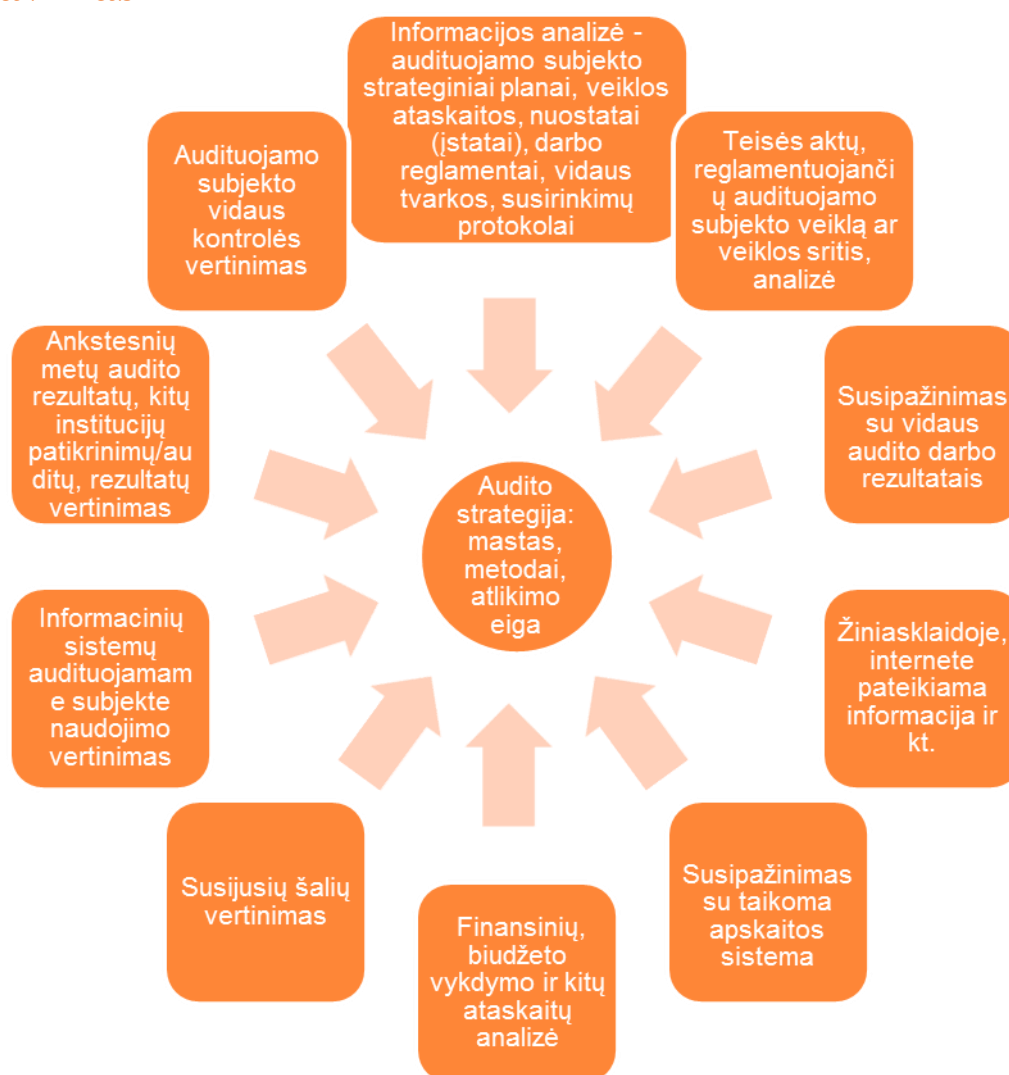 Informacijos analizė -
audituojamo subjekto
strateginiai planai, veiklos
ataskaitos, nuostatai
(įstatai), darbo
reglamentai, vidaus
tvarkos, susirinkimų
protokolai
Teisės aktų,
reglamentuojanči
ų audituojamo
subjekto veiklą ar
veiklos sritis,
analizė
Susipažinimas
su vidaus
audito darbo
rezultatais
Žiniasklaidoje,
internete
pateikiama
informacija ir
kt.
Susipažinimas
su taikoma
apskaitos
sistema
Finansinių,
biudžeto
vykdymo ir kitų
ataskaitų
analizė
Susijusių šalių
vertinimas
Informacinių
sistemų
audituojamam
e subjekte
naudojimo
vertinimas
Ankstesnių
metų audito
rezultatų, kitų
institucijų
patikrinimų/au
ditų, rezultatų
vertinimas
Audituojamo
subjekto
vidaus
kontrolės
vertinimas
Audito
strategija:
mastas,
metodai,
atlikimo
eiga